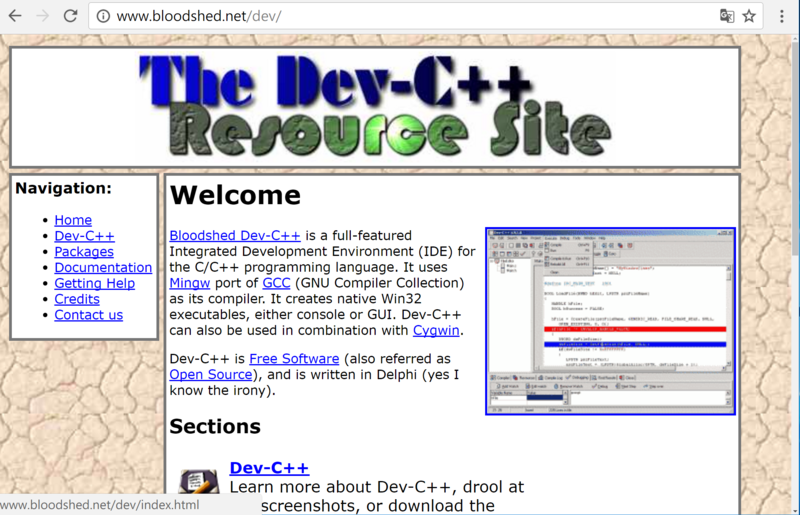 www.bloodshed.net/dev/
The Dev-C++
Resource Site
Navigation:
Home
Dev-C++
Packages
Documentation
Getting Help
Credits
Contact us
Welcome
Bloodshed Dev-C++ is a full-featured
Integrated Development Environment (IDE) for
the C/C++ programming language. It uses
Mingw port of GCC (GNU Compiler Collection)
as its compiler. It creates native Win32
executables, either console or GUI. Dev-C++
can also be used in combination with Cygwin.
Dev-C++ is Free Software (also referred as
Open Source), and is written in Delphi (yes I
know the irony).
Sections
Dev-C++
Learn more about Dev-C++, drool at
screenshots, or download the
www.bloodshed.net/dev/index.html